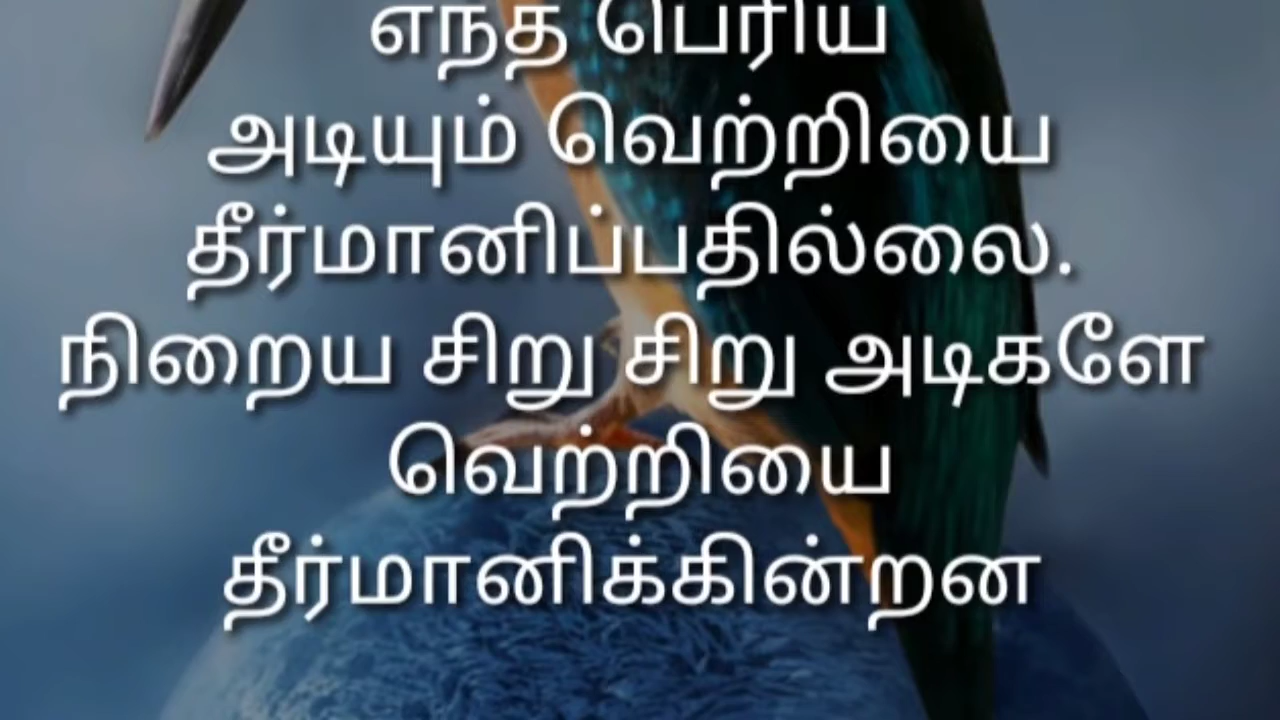 எந்த பெரிய
அடியும் வெற்றியை
தீர்மானிப்பதில்லை.
நிறைய சிறு சிறு அடிகளே
வெற்றியை
தீர்மானிக்கின்றன